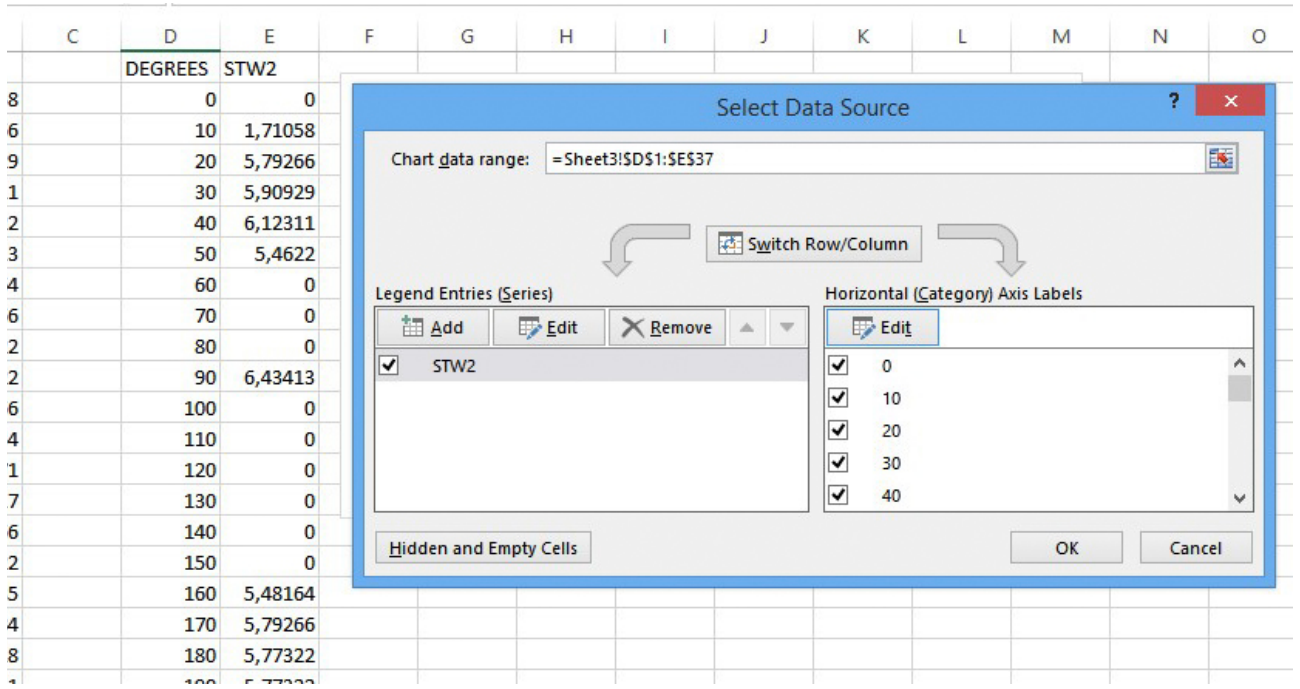 C D E F G H I J K L M N O
DEGREES STW2
8 0 0
6 10 1,71058
9 20 5,79266
1 30 5,90929
2 40 6,12311
3 50 5,4622
4 60 0
6 70 0
2 80 0
2 90 6,43413
6 100 0
4 110 0
1 120 0
7 130 0
6 140 0
2 150 0
5 160 5,48164
4 170 5,79266
8 180 5,77322
Select Data Source ?
Chart data range: =Sheet3!$D$1:$E$37
Switch Row/Column
Legend Entries (Series)
Add Edit Remove
STW2
Horizontal (Category) Axis Labels
Edit
0
10
20
30
40
Hidden and Empty Cells
OK Cancel